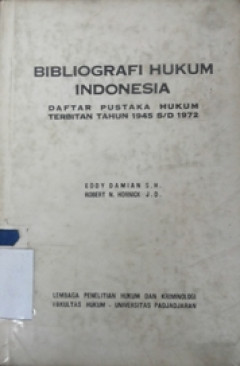 BIBLIOGRAFI HUKUM
INDONESIA
DAFTAR PUSTAKA HUKUM
TERBITAN TAHUN 1945 S/D 1972
EDDY DAMIAN S.H.
ROBERT N. HORNICK J.D.
LEMBAGA PENELITIAN HUKUM DAN KRIMINOLOGI
FAKULTAS HUKUM - UNIVERSITAS PADJADJARAN